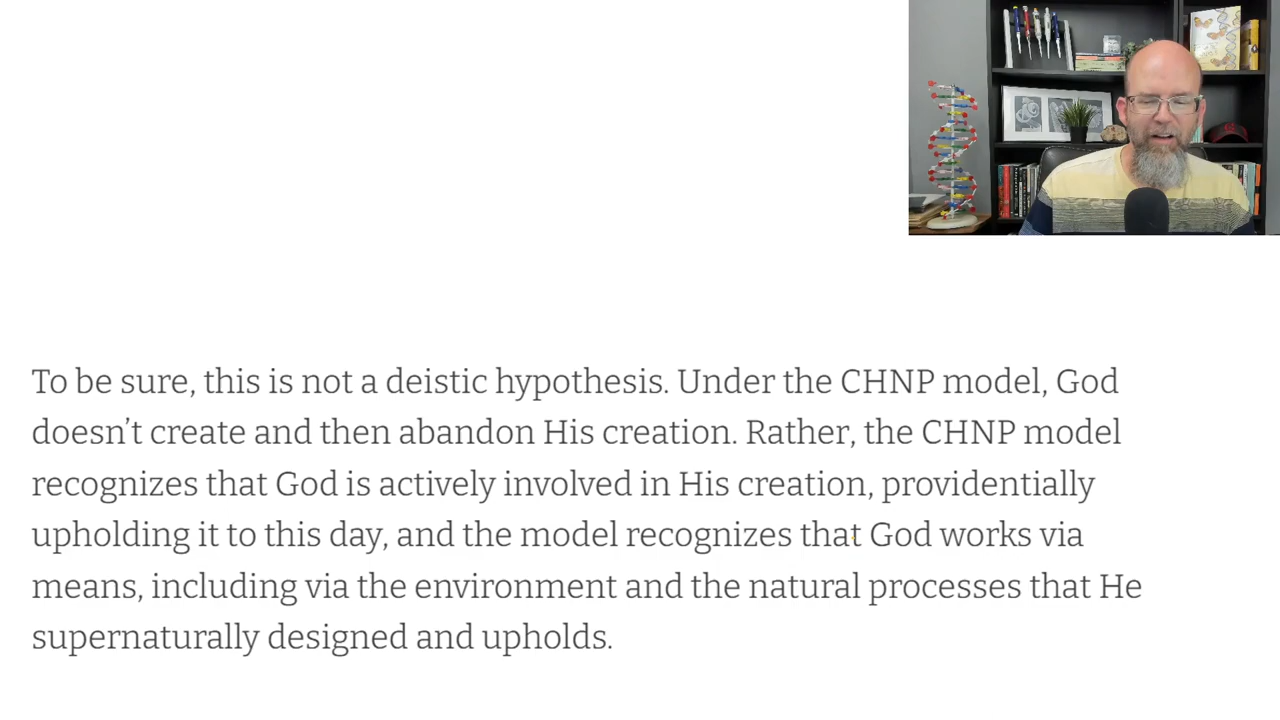 To be sure, this is not a deistic hypothesis. Under the CHNP model, God
doesn’t create and then abandon His creation. Rather, the CHNP model
recognizes that God is actively involved in His creation, providentially
upholding it to this day, and the model recognizes that God works via
means, including via the environment and the natural processes that He
supernaturally designed and upholds.